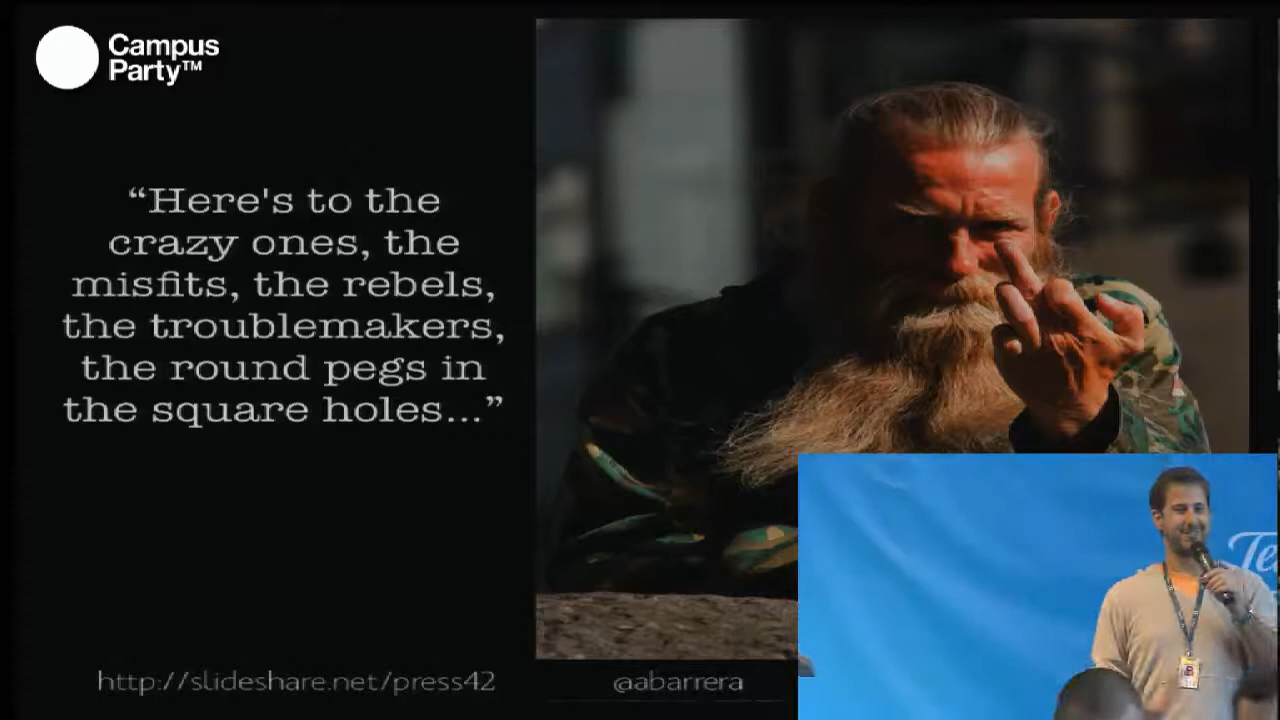 Campus
Party™
“Here's to the
crazy ones, the
misfits, the rebels,
the troublemakers,
the round pegs in
the square holes...”
http://slideshare.net/press42
@abarrera